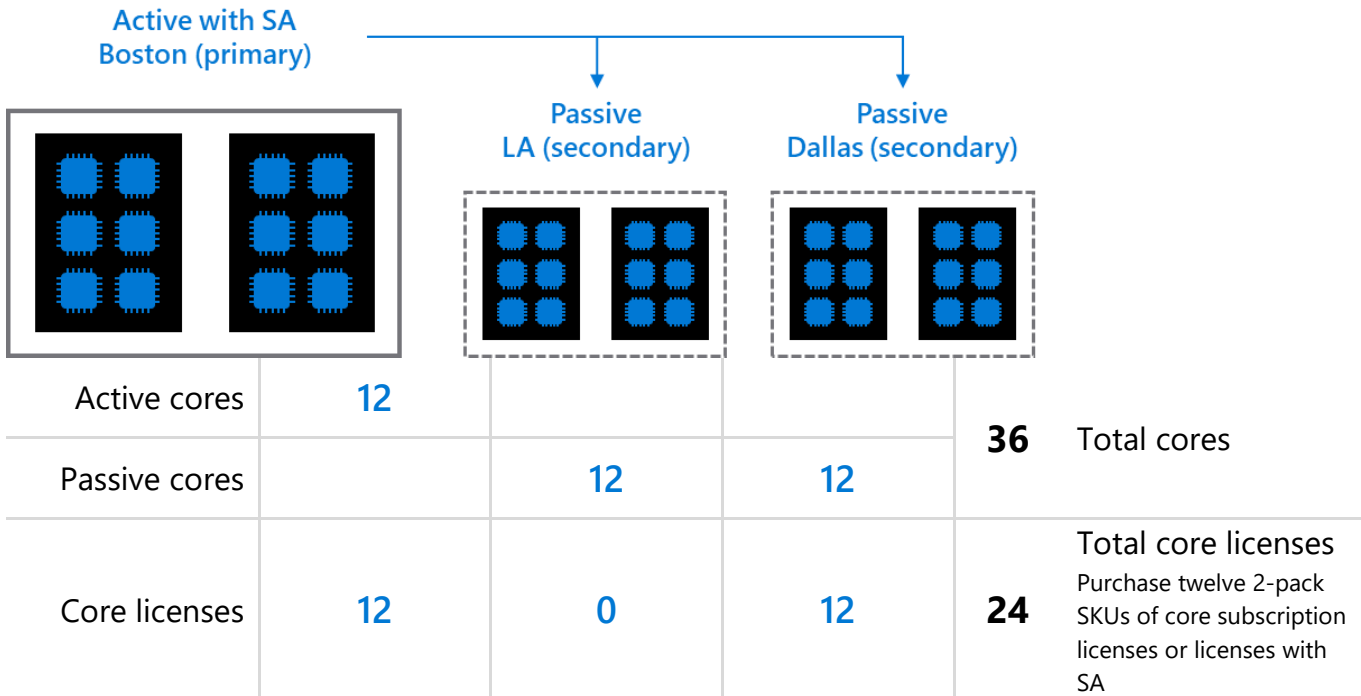 Active with SA
Boston (primary)
Passive
LA (secondary)
Passive
Dallas (secondary)
Active cores
12
36
Total cores
Passive cores
12
12
Core licenses
12
0
12
24
Total core licenses
Purchase twelve 2-pack
SKUs of core subscription
licenses or licenses with
SA